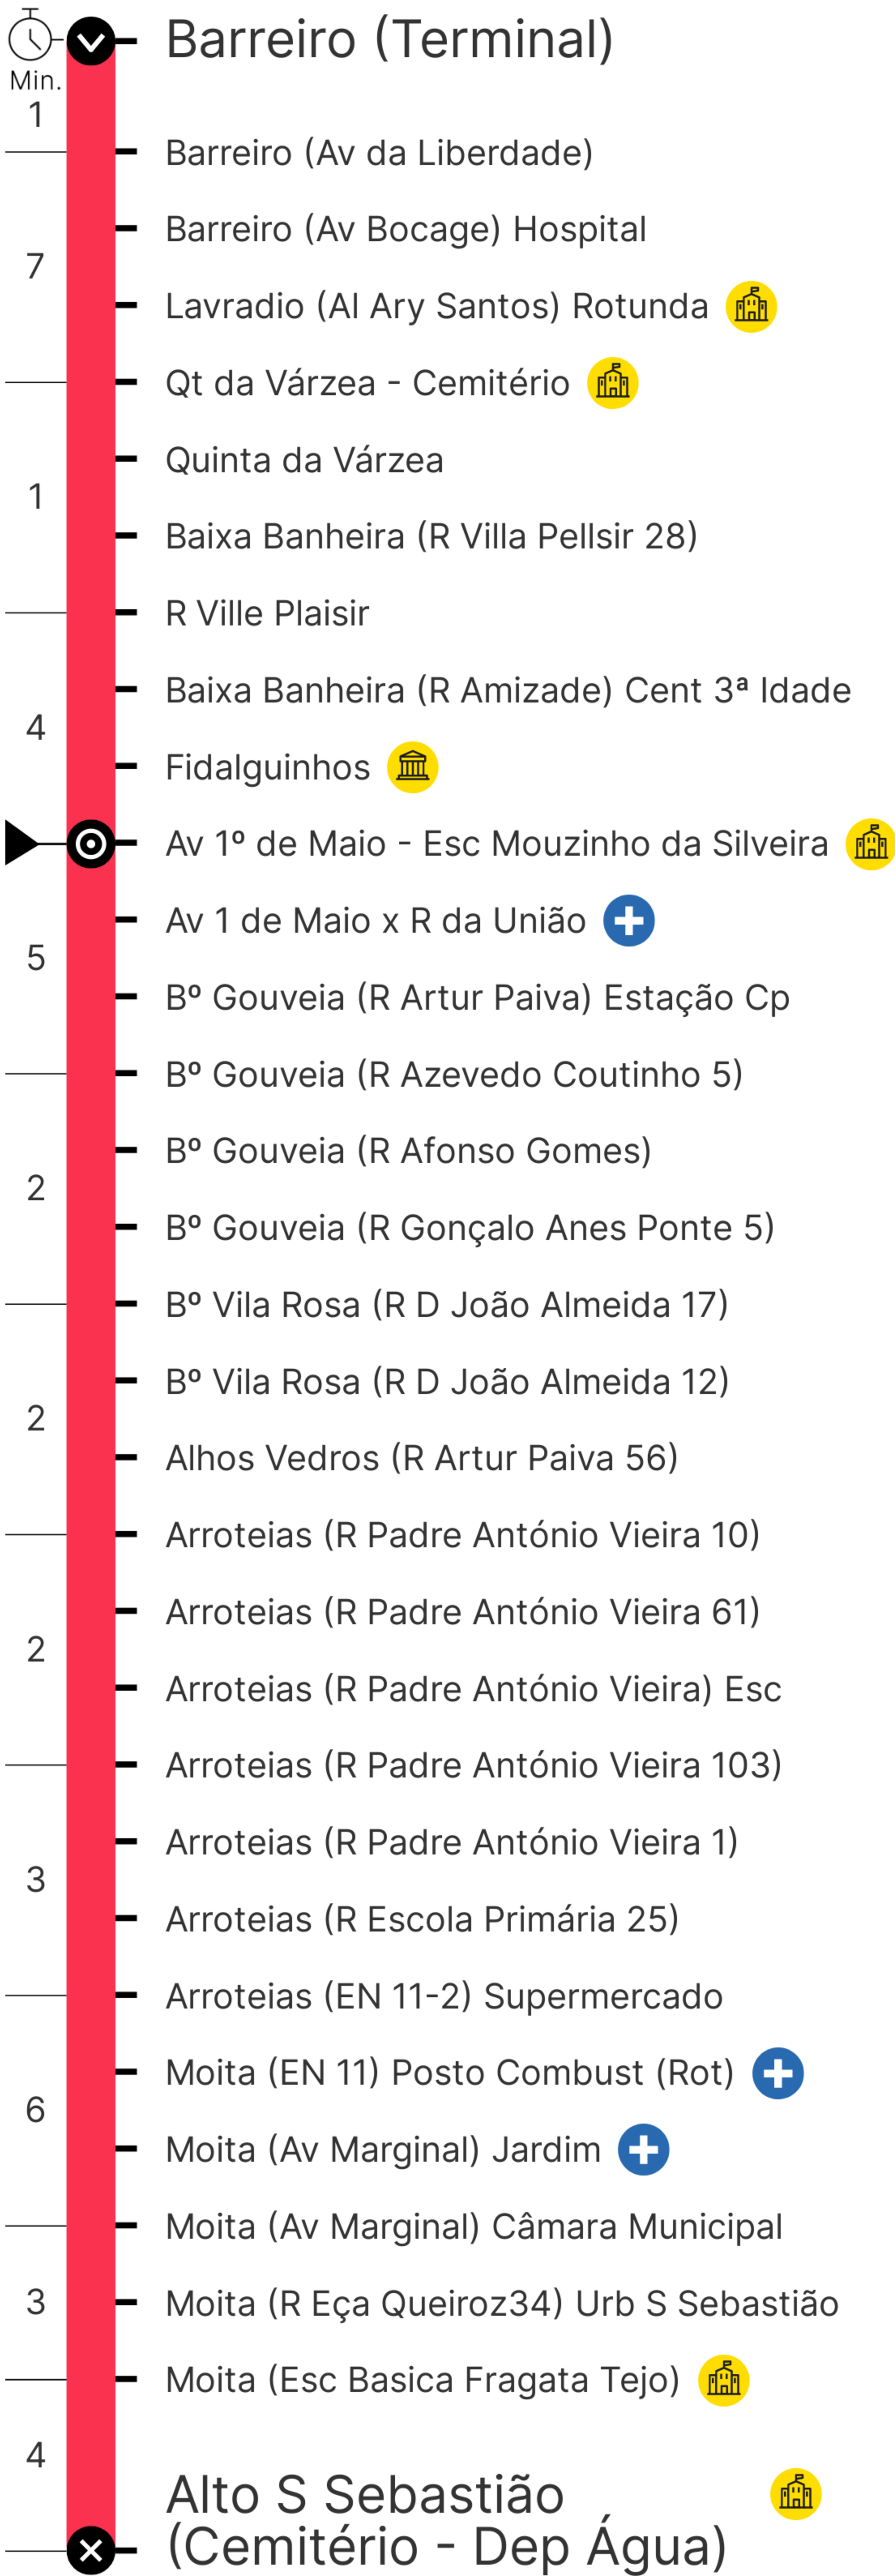 Barreiro (Terminal)
Min.
1
Barreiro (Av da Liberdade)
Barreiro (Av Bocage) Hospital
7
Lavradio (Al Ary Santos) Rotunda
Qt da Várzea - Cemitério
Quinta da Várzea
1
Baixa Banheira (R Villa Pellsir 28)
R Ville Plaisir
Baixa Banheira (R Amizade) Cent 3ª Idade
4
Fidalguinhos
Av 1º de Maio - Esc Mouzinho da Silveira
Av 1 de Maio x R da União
5
Bº Gouveia (R Artur Paiva) Estação Cp
Bº Gouveia (R Azevedo Coutinho 5)
Bº Gouveia (R Afonso Gomes)
2
Bº Gouveia (R Gonçalo Anes Ponte 5)
Bº Vila Rosa (R D João Almeida 17)
Bº Vila Rosa (R D João Almeida 12)
2
Alhos Vedros (R Artur Paiva 56)
Arroteias (R Padre António Vieira 10)
Arroteias (R Padre António Vieira 61)
2
Arroteias (R Padre António Vieira) Esc
Arroteias (R Padre António Vieira 103)
Arroteias (R Padre António Vieira 1)
3
Arroteias (R Escola Primária 25)
Arroteias (EN 11-2) Supermercado
Moita (EN 11) Posto Combust (Rot)
6
Moita (Av Marginal) Jardim
Moita (Av Marginal) Câmara Municipal
3
Moita (R Eça Queiroz34) Urb S Sebastião
Moita (Esc Basica Fragata Tejo)
4
Alto S Sebastião
(Cemitério - Dep Água)